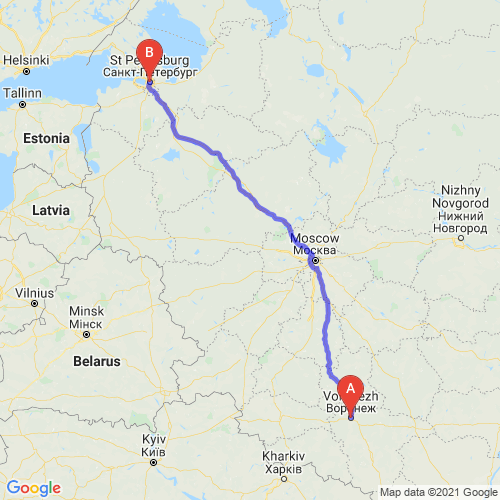 B
St Petersburg
Санкт-Петербург
Helsinki
Tallinn
Estonia
Nizhny
Novgorod
Нижний
Новгород
Latvia
Moscow
Москва
Vilnius
Minsk
Мінск
Belarus
A
Воронеж
Kyiv
Київ
Kharkiv
Харків
Google
Map data ©2021 Google